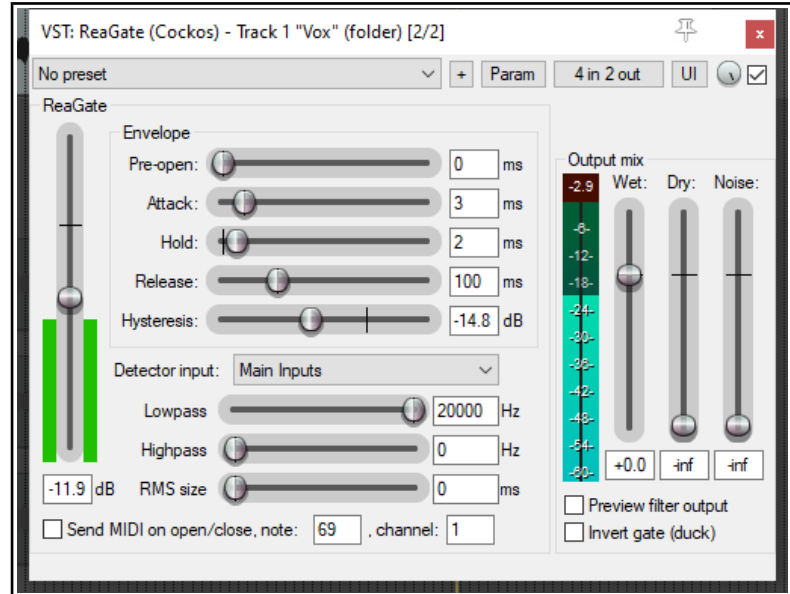 VST: ReaGate (Cockos) - Track 1 "Vox" (folder) [2/2]
x
No preset + Param 4 in 2 out UI
ReaGate
Envelope
Pre-open: 0 ms
Attack: 3 ms
Hold: 2 ms
Release: 100 ms
Hysteresis: -14.8 dB
Detector input: Main Inputs
Lowpass 20000 Hz
Highpass 0 Hz
-11.9 dB RMS size 0 ms
Send MIDI on open/close, note: 69 , channel: 1
Output mix
-2.9 Wet: Dry: Noise:
-6-
-12-
-18-
-24-
-30-
-36-
-42-
-48-
-54-
-60- +0.0 -inf -inf
Preview filter output
Invert gate (duck)